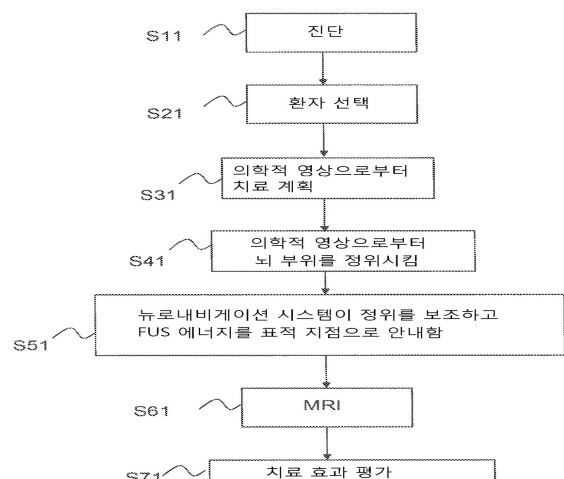 S11
진단
S21
환자 선택
S31
의학적 영상으로부터
치료 계획
S41
의학적 영상으로부터
뇌 부위를 정위시킴
S51
뉴로내비게이션 시스템이 정위를 보조하고
FUS 에너지를 표적 지점으로 안내함
S61
MRI
S71
치료 효과 평가